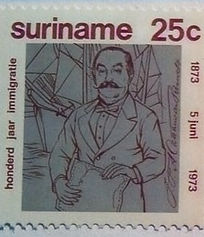 suriname 25c
honderd jaar immigratie
1873
5 juni
1973